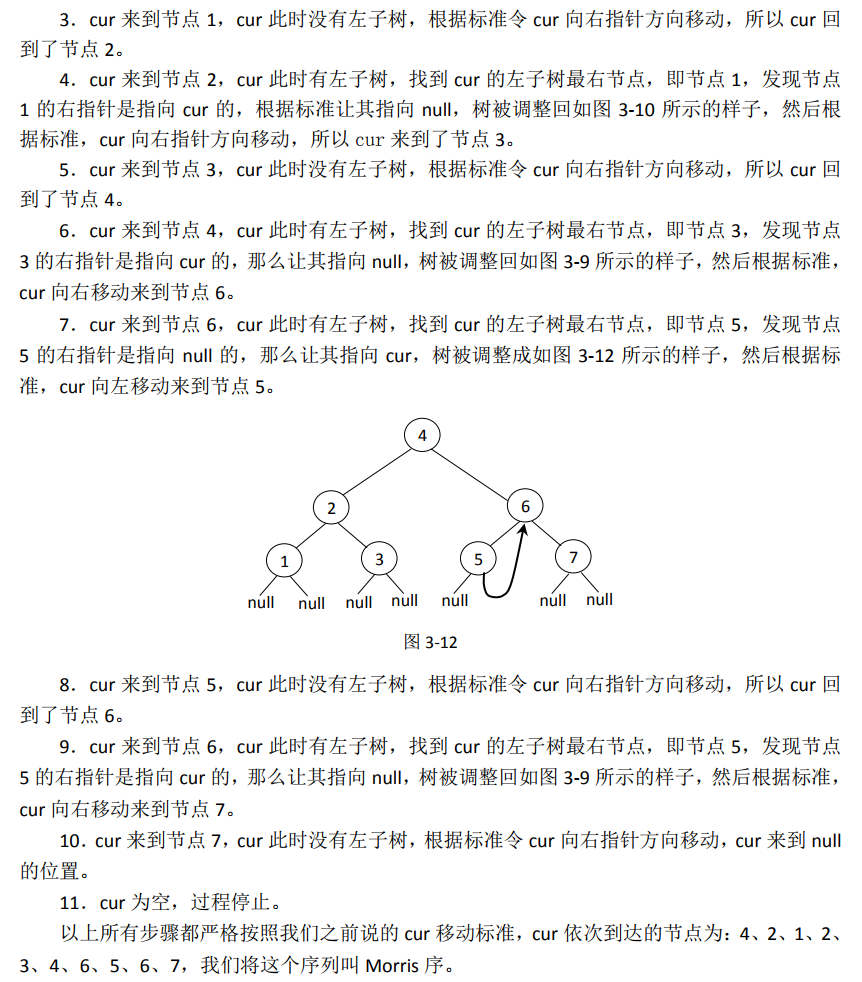 3．cur 来到节点 1，cur 此时没有左子树，根据标准令 cur 向右指针方向移动，所以 cur 回
到了节点 2。
4．cur 来到节点 2，cur 此时有左子树，找到 cur 的左子树最右节点，即节点 1，发现节点
1 的右指针是指向 cur 的，根据标准让其指向 null，树被调整回如图 3-10 所示的样子，然后根
据标准，cur 向右指针方向移动，所以 cur 来到了节点 3。
5．cur 来到节点 3，cur 此时没有左子树，根据标准令 cur 向右指针方向移动，所以 cur 回
到了节点 4。
6．cur 来到节点 4，cur 此时有左子树，找到 cur 的左子树最右节点，即节点 3，发现节点
3 的右指针是指向 cur 的，那么让其指向 null，树被调整回如图 3-9 所示的样子，然后根据标准，
cur 向右移动来到节点 6。
7．cur 来到节点 6，cur 此时有左子树，找到 cur 的左子树最右节点，即节点 5，发现节点
5 的右指针是指向 null 的，那么让其指向 cur，树被调整成如图 3-12 所示的样子，然后根据标
准，cur 向左移动来到节点 5。
4
2 6
1 3 5 7
null null null null null null null
图 3-12
8．cur 来到节点 5，cur 此时没有左子树，根据标准令 cur 向右指针方向移动，所以 cur 回
到了节点 6。
9．cur 来到节点 6，cur 此时有左子树，找到 cur 的左子树最右节点，即节点 5，发现节点
5 的右指针是指向 cur 的，那么让其指向 null，树被调整回如图 3-9 所示的样子，然后根据标准，
cur 向右移动来到节点 7。
10．cur 来到节点 7，cur 此时没有左子树，根据标准令 cur 向右指针方向移动，cur 来到 null
的位置。
11．cur 为空，过程停止。
以上所有步骤都严格按照我们之前说的 cur 移动标准，cur 依次到达的节点为：4、2、1、2、
3、4、6、5、6、7，我们将这个序列叫 Morris 序。